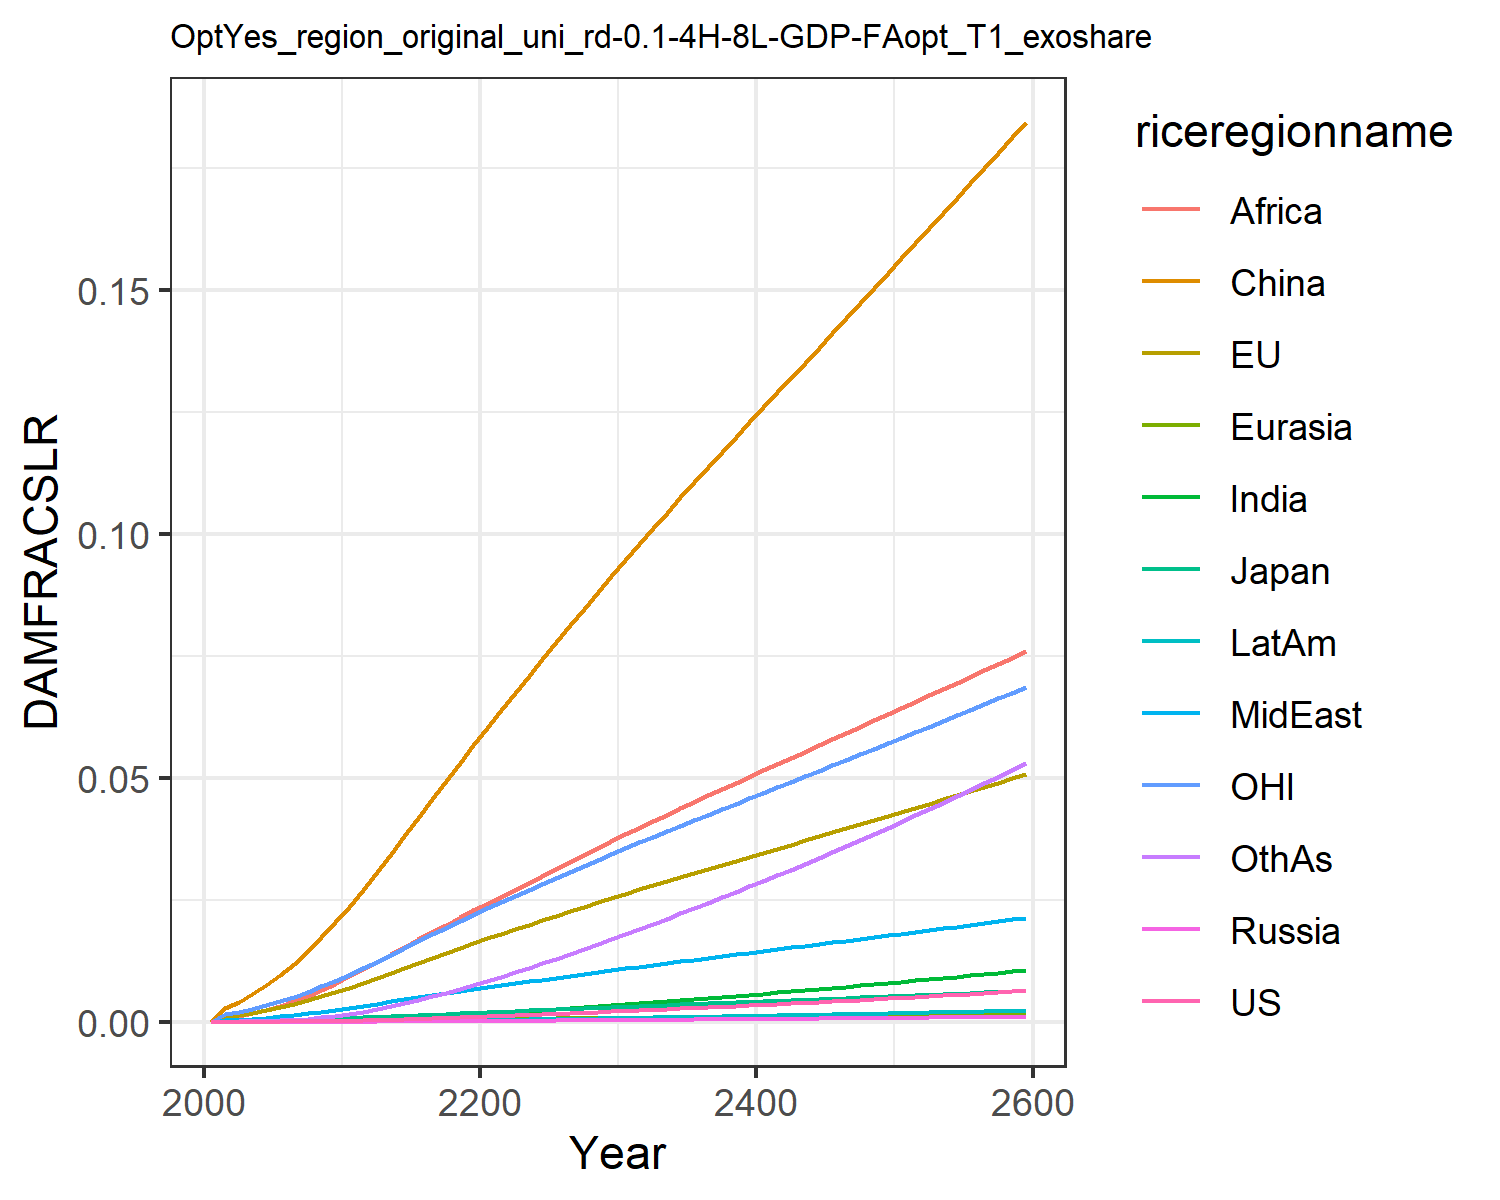 OptYes_region_original_uni_rd-0.1-4H-8L-GDP-FAopt_T1_exoshare
DAMFRACSLR
0.15
0.10
0.05
0.00
2000 2200 2400 2600
Year
riceregionname
Africa
China
EU
Eurasia
India
Japan
LatAm
MidEast
OHI
OthAs
Russia
US